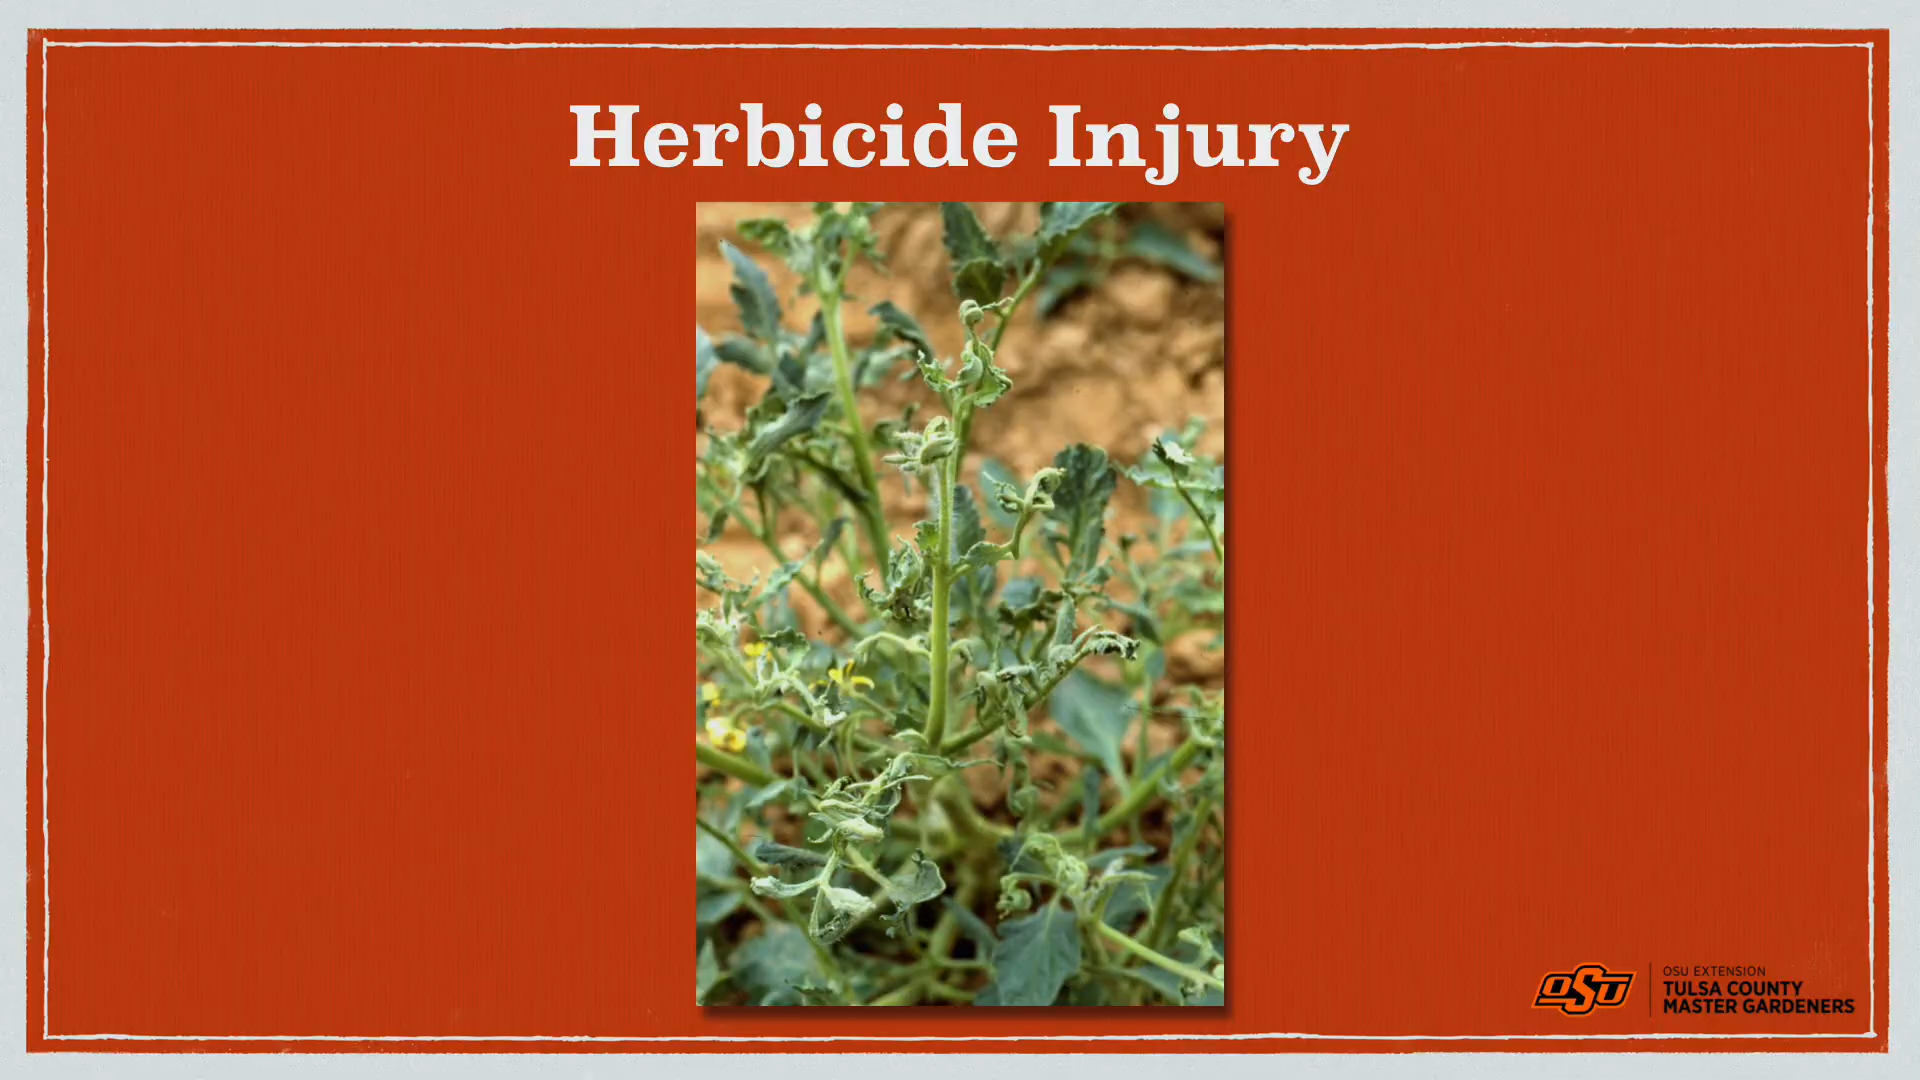 Herbicide Injury
OSU
OSU EXTENSION
TULSA COUNTY
MASTER GARDENERS